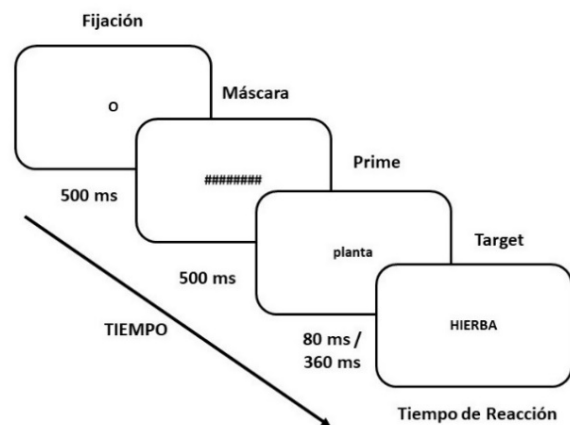 Fijación
O
500 ms
Máscara
########
500 ms
Prime
planta
80 ms /
360 ms
Target
HIERBA
Tiempo de Reacción
TIEMPO